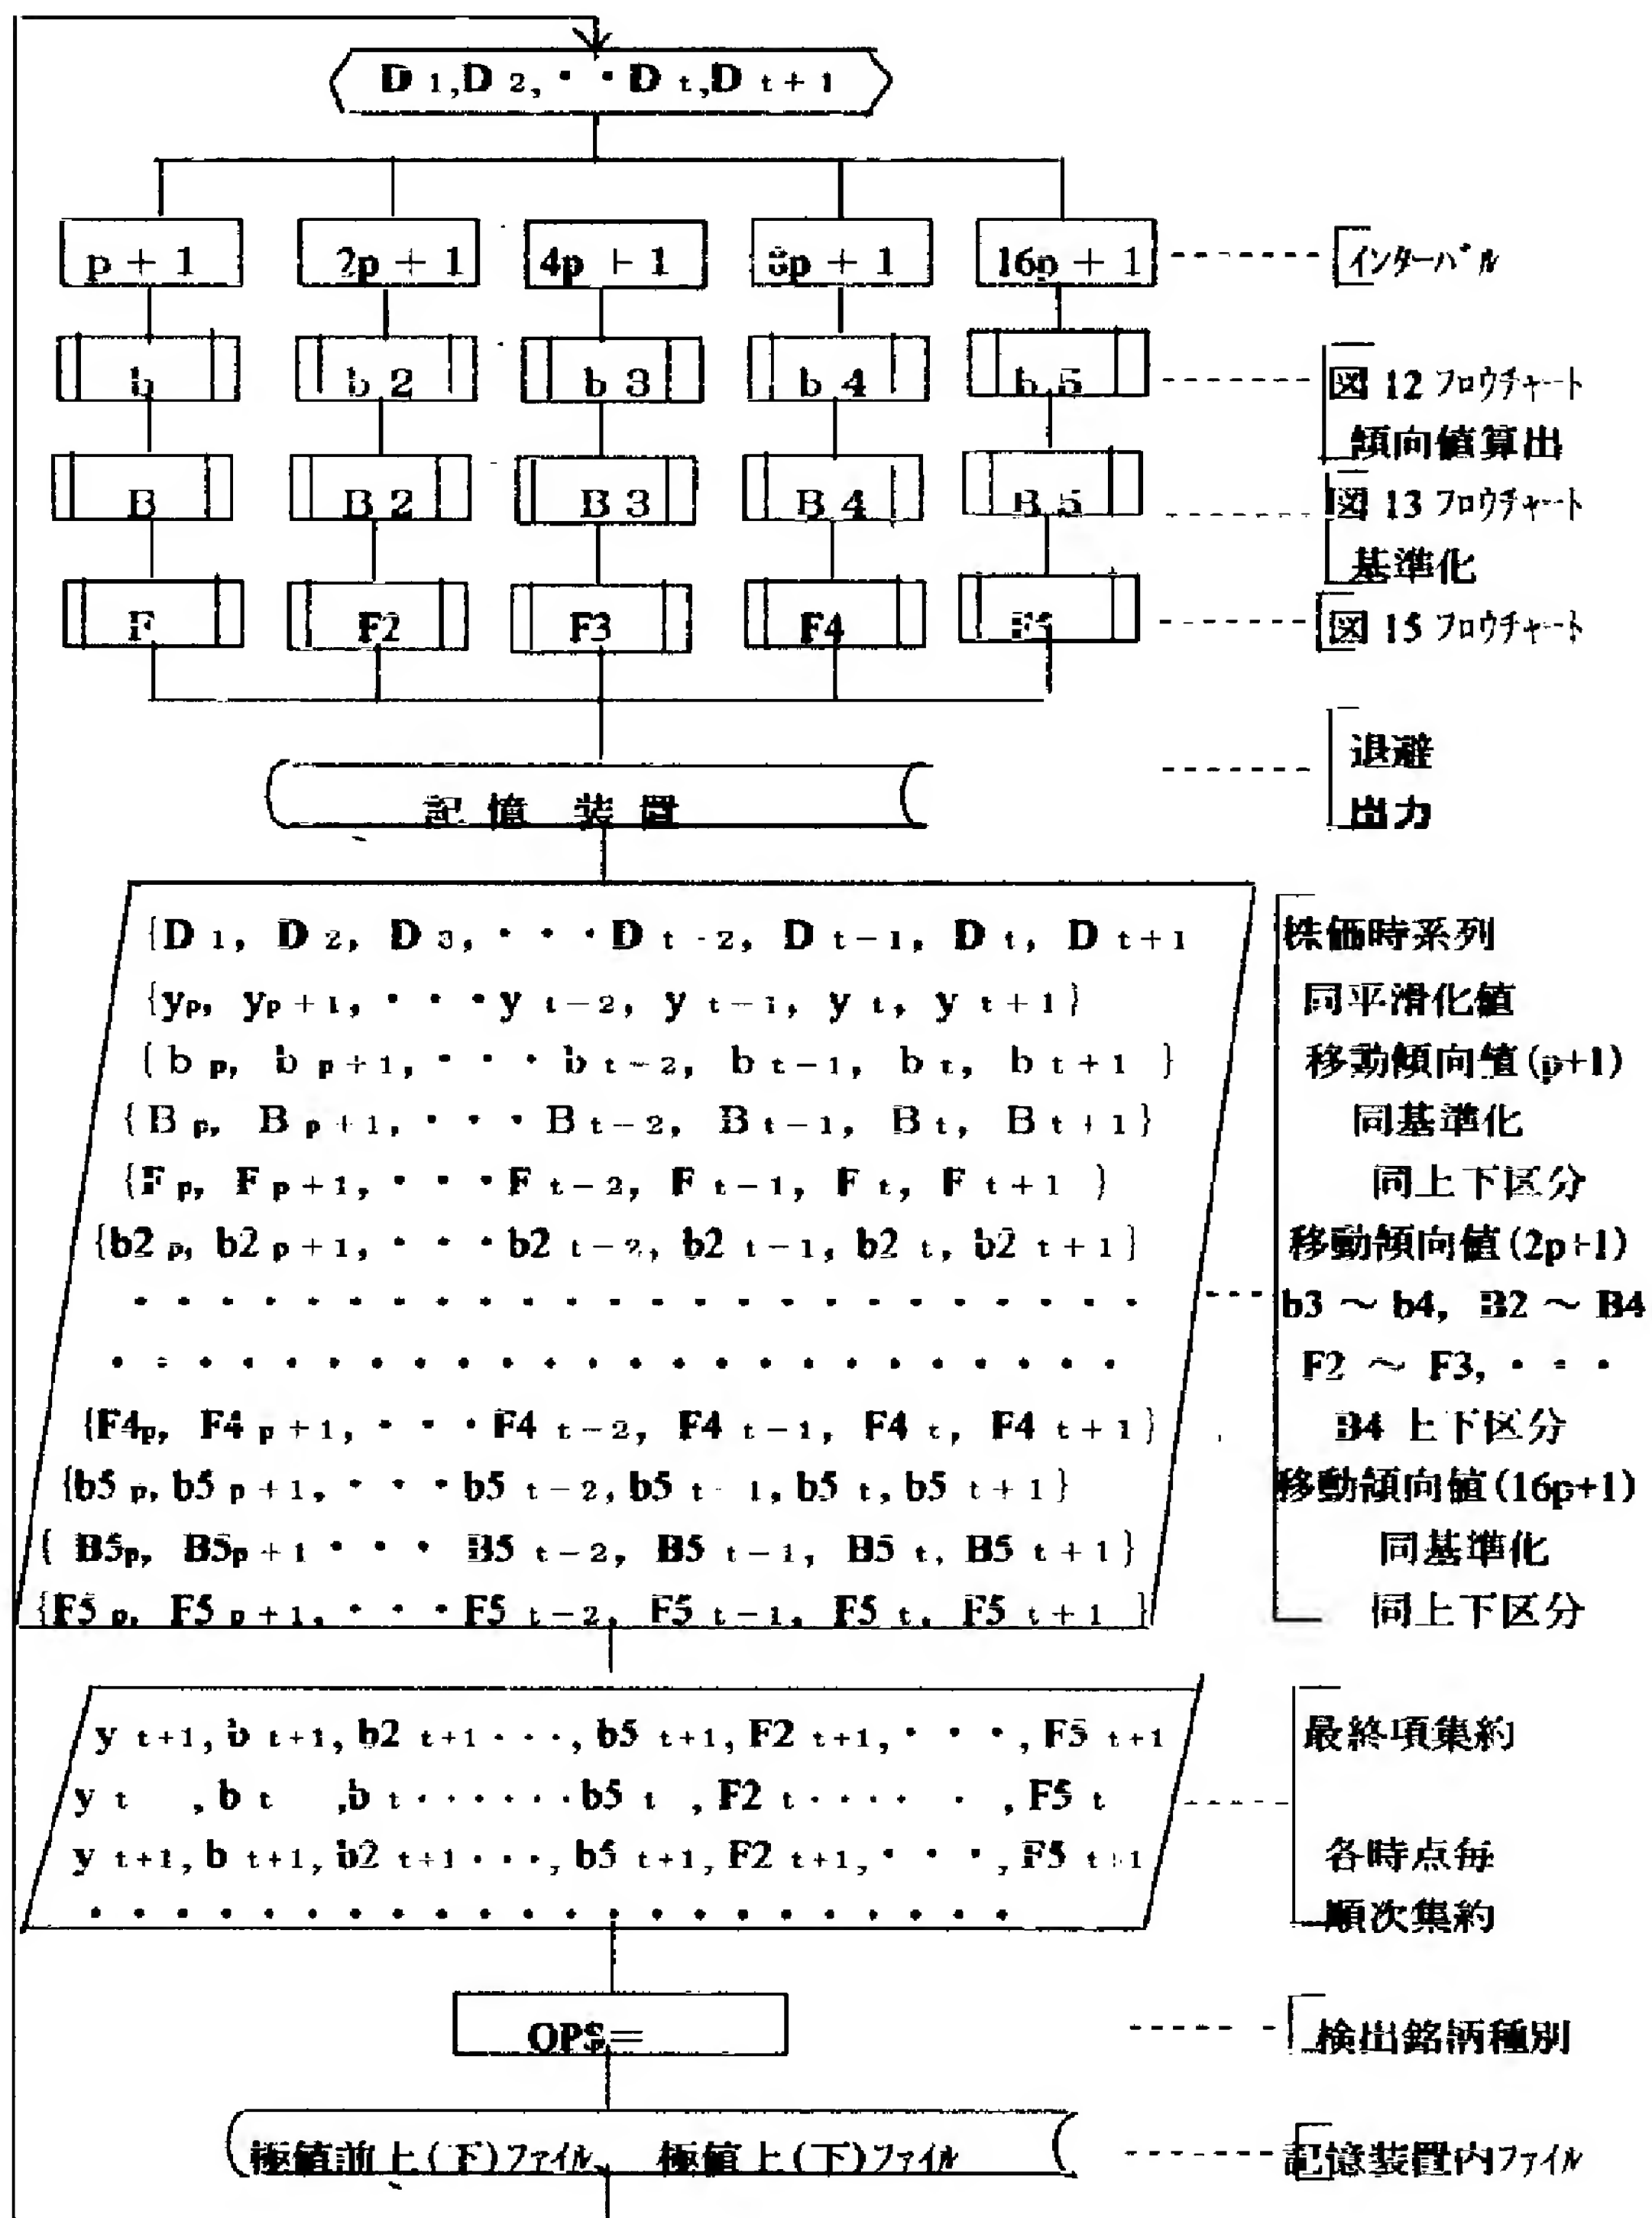 D 1,D 2, ・ ・D t,D t + 1
p + 1 2p + 1 4p + 1 8p + 1 16p + 1 インターバル
b b 2 b 3 b 4 b 5 図 12 フロウチャート
傾向値算出
B B 2 B 3 B 4 B 5 図 13 フロウチャート
基準化
F F2 F3 F4 F5 図 15 フロウチャート
退避
記 憶 装 置 出力
{D 1, D 2, D 3, ・ ・ ・D t -2, D t-1, D t, D t+1 株価時系列
{yp, yp+1, ・ ・ ・y t-2, y t-1, y t, y t+1} 同平滑化値
{ b p, b p+1, ・ ・ ・ b t-2, b t-1, b t, b t+1 } 移動傾向値(p+1)
{B p, B p+1, ・ ・ ・B t-2, B t-1, B t, B t+1} 同基準化
{F p, F p+1, ・ ・ ・F t-2, F t-1, F t, F t+1 } 同上下区分
{b2 p, b2 p+1, ・ ・ ・b2 t-2, b2 t-1, b2 t, b2 t+1} 移動傾向値(2p+1)
・・・・・・・・・・・・・・・・・・・・・・・・ b3 ～ b4, B2 ～ B4
・・・・・・・・・・・・・・・・・・・・・・・・ F2 ～ F3, ・ ・ ・
{F4p, F4 p+1, ・ ・ ・F4 t-2, F4 t-1, F4 t, F4 t+1} B4 上下区分
{b5 p, b5 p+1, ・ ・ ・b5 t-2, b5 t- 1, b5 t, b5 t+1} 移動傾向値(16p+1)
{ B5p, B5p+1 ・ ・ ・ B5 t-2, B5 t-1, B5 t, B5 t+1} 同基準化
{F5 p, F5 p+1, ・ ・ ・F5 t-2, F5 t-1, F5 t, F5 t+1 } 同上下区分
y t+1, b t+1, b2 t+1 ・・・, b5 t+1, F2 t+1, ・ ・ ・, F5 t+1 最終項集約
y t , b t ,b t ・・・・・・b5 t , F2 t ・・・・ ・ , F5 t
y t+1, b t+1, b2 t+1 ・・・, b5 t+1, F2 t+1, ・ ・ ・, F5 t+1 各時点毎
・・・・・・・・・・・・・・・・・・・・・・ 順次集約
OPS= 検出銘柄種別
極値前上(下)ファイル、 極値上(下)ファイル 記憶装置内ファイル